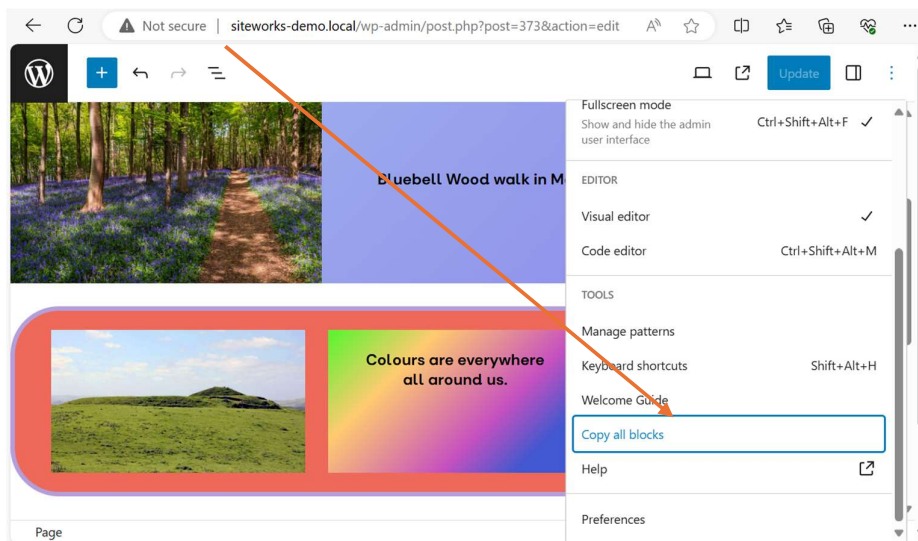 Not secure | siteworks-demo.local/wp-admin/post.php?post=373&action=edit
Update
Fullscreen mode Ctrl+Shift+Alt+F
Show and hide the admin
user interface
Bluebell Wood walk in M
EDITOR
Visual editor
Code editor Ctrl+Shift+Alt+M
TOOLS
Manage patterns
Colours are everywhere
all around us.
Keyboard shortcuts Shift+Alt+H
Welcome Guide
Copy all blocks
Help
Preferences
Page